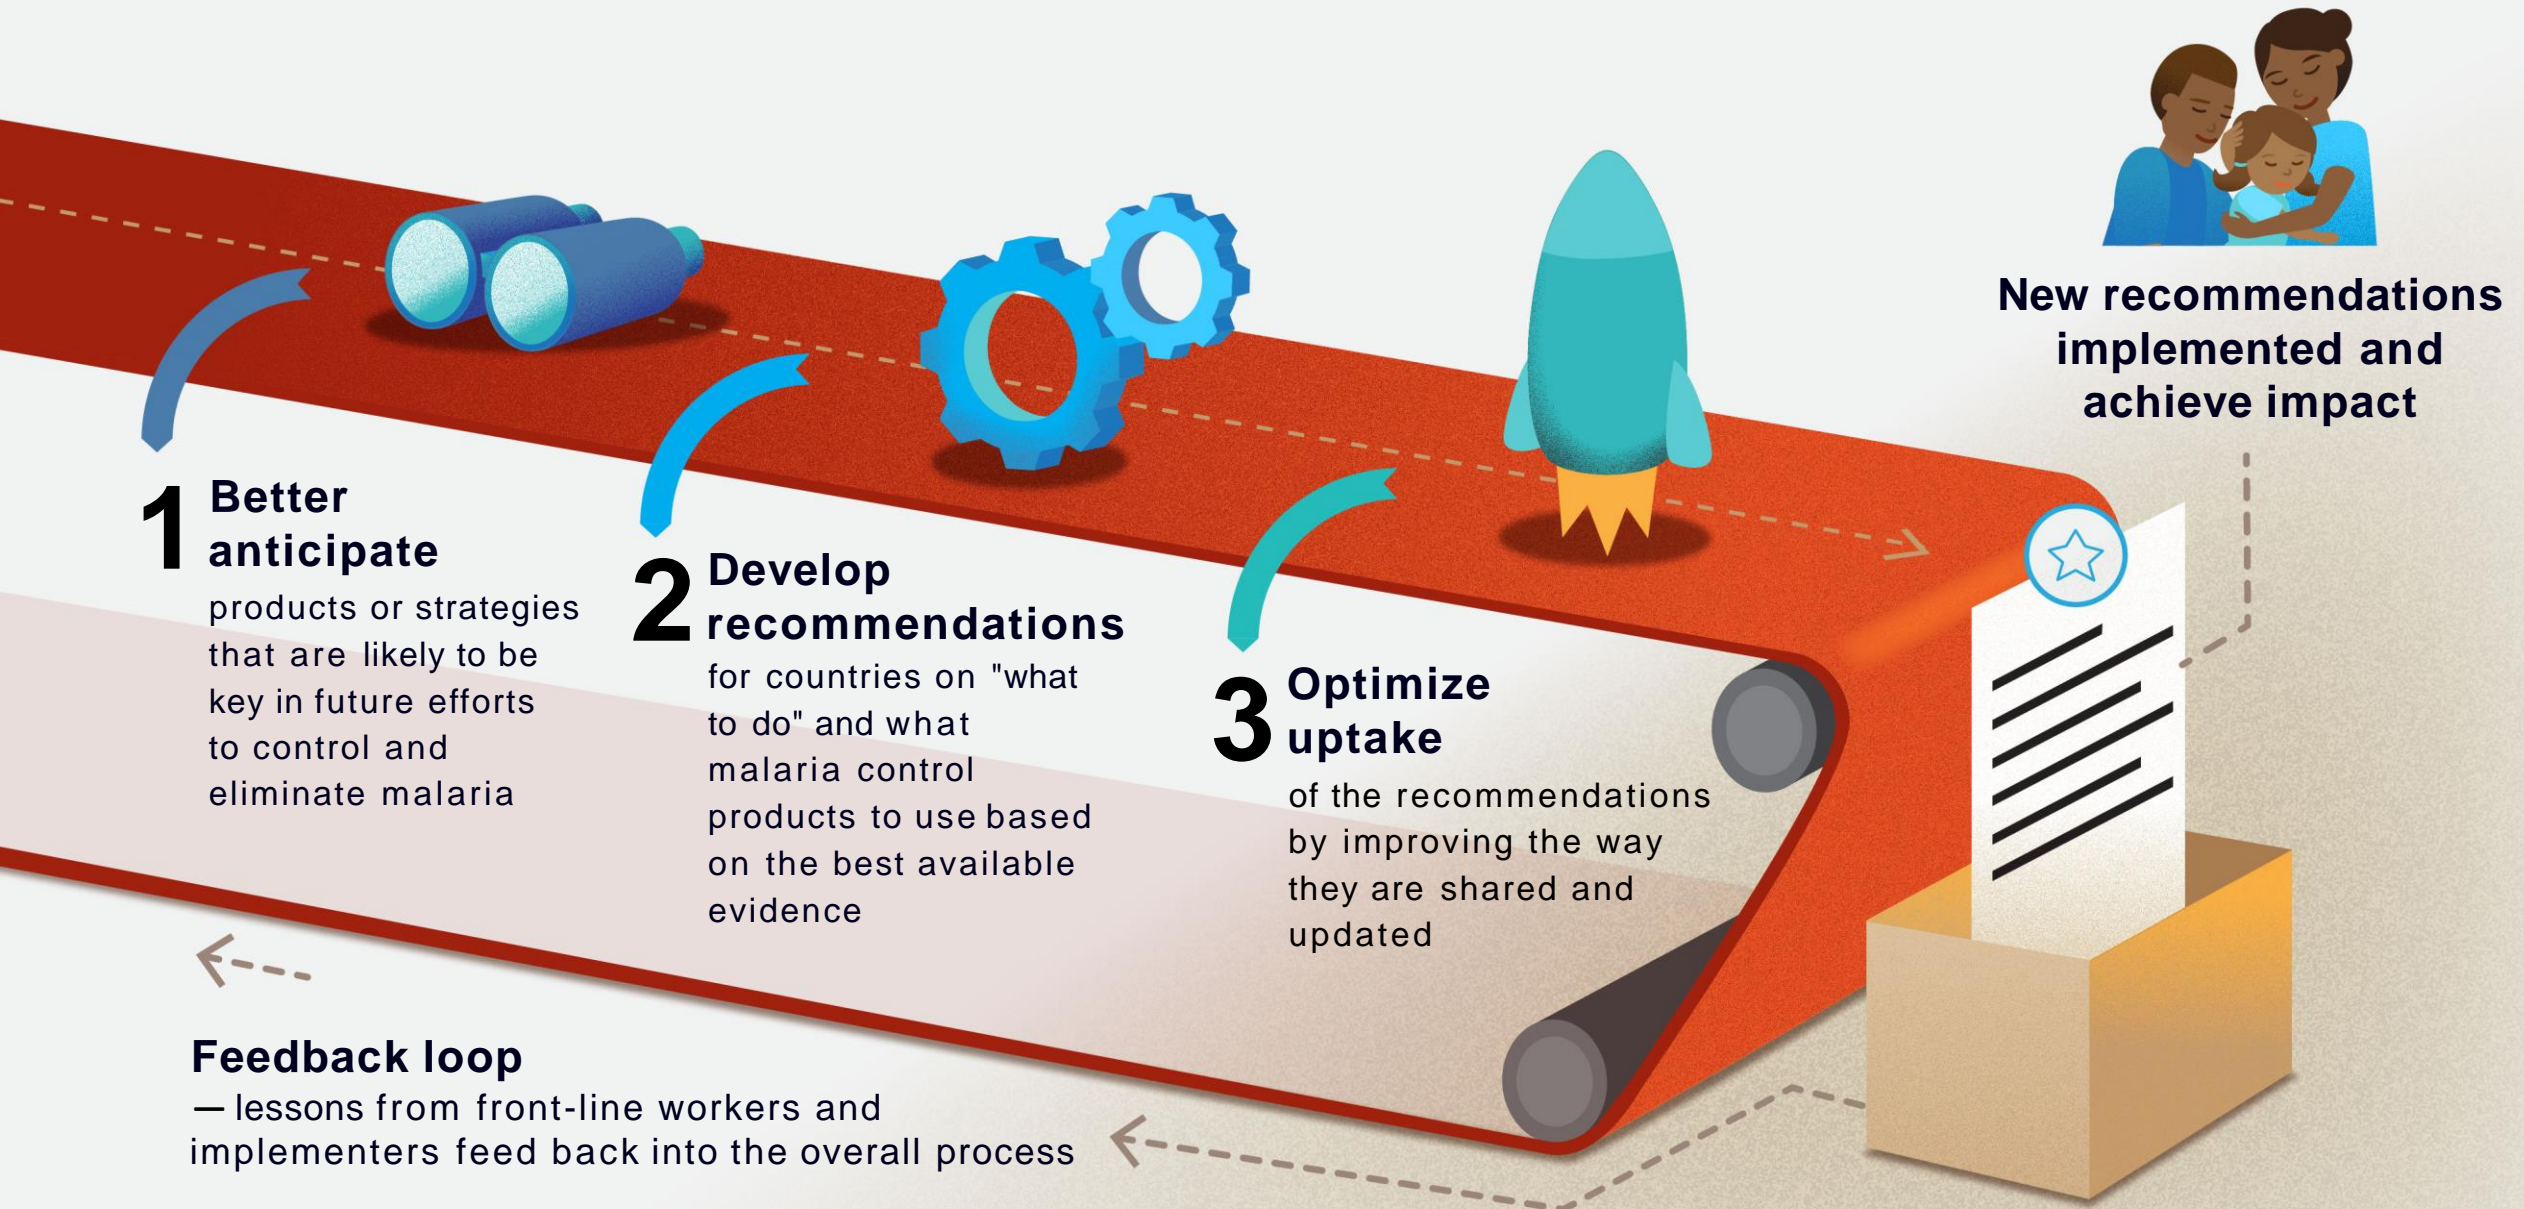 New recommendations
implemented and
achieve impact
1
Better
anticipate
products or strategies
that are likely to be
key in future efforts
to control and
eliminate malaria
2
Develop
recommendations
for countries on "what
to do" and what
malaria control
products to use based
on the best available
evidence
3
Optimize
uptake
of the recommendations
by improving the way
they are shared and
updated
Feedback loop
— lessons from front-line workers and
implementers feed back into the overall process